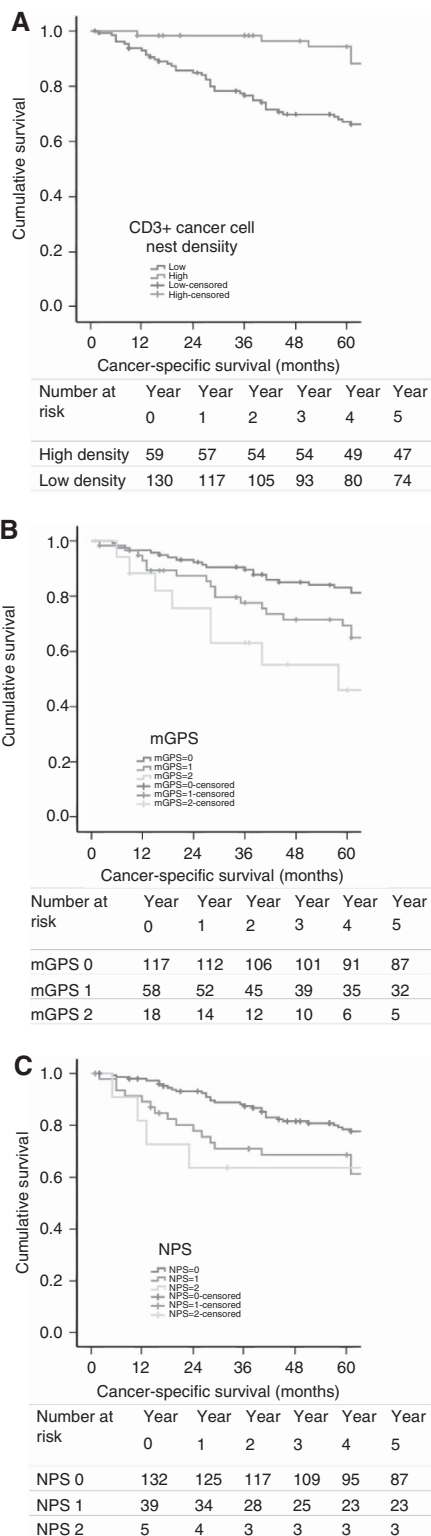 A
Cumulative survival
1.0
0.8
0.6
0.4
0.2
0.0
CD3+ cancer cell
nest densiity
Low
High
Low-censored
High-censored
0 12 24 36 48 60
Cancer-specific survival (months)
Number at risk Year 0 Year 1 Year 2 Year 3 Year 4 Year 5
High density 59 57 54 54 49 47
Low density 130 117 105 93 80 74
B
Cumulative survival
1.0
0.8
0.6
0.4
0.2
0.0
mGPS
mGPS=0
mGPS=1
mGPS=2
mGPS=0-censored
mGPS=1-censored
mGPS=2-censored
0 12 24 36 48 60
Cancer-specific survival (months)
Number at risk Year 0 Year 1 Year 2 Year 3 Year 4 Year 5
mGPS 0 117 112 106 101 91 87
mGPS 1 58 52 45 39 35 32
mGPS 2 18 14 12 10 6 5
C
Cumulative survival
1.0
0.8
0.6
0.4
0.2
0.0
NPS
NPS=0
NPS=1
NPS=2
NPS=0-censored
NPS=1-censored
NPS=2-censored
0 12 24 36 48 60
Cancer-specific survival (months)
Number at risk Year 0 Year 1 Year 2 Year 3 Year 4 Year 5
NPS 0 132 125 117 109 95 87
NPS 1 39 34 28 25 23 23
NPS 2 5 4 3 3 3 3